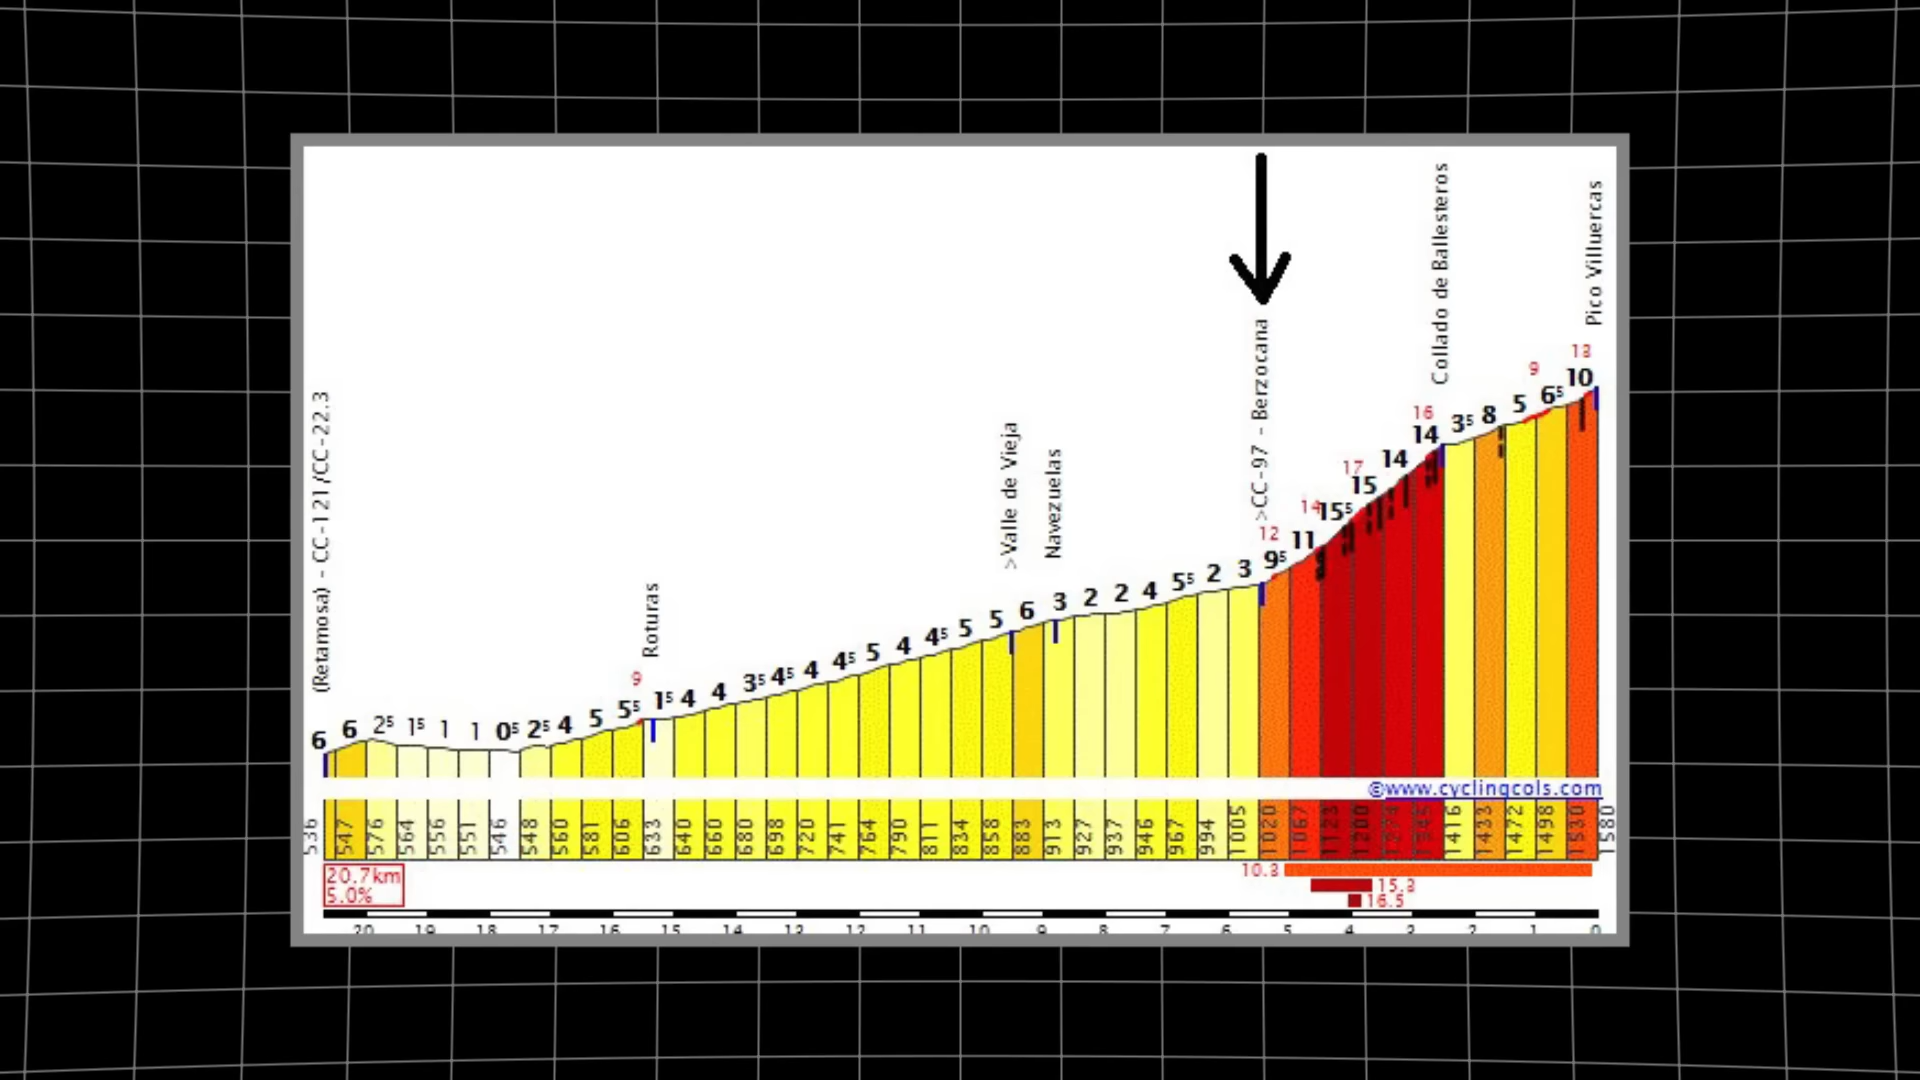 (Retamosa) - CC-121/CC-22.3
Roturas
>Valle de Vieja
Navezuelas
>CC-97 - Berzocana
Collado de Ballesteros
Pico Villuercas
6 6 2⁵ 1⁵ 1 1 0⁵ 2⁵ 4 5 5⁵ 1⁵ 4 4 3⁵ 4⁵ 4 4⁵ 5 4 4⁵ 5 5 6 3 2 2 4 5⁵ 2 3 9⁵ 11 15⁵ 15 14 14 3⁵ 8 5 6⁵ 10
9 12 14 17 16 9 13
©www.cyclingcols.com
536 547 576 564 556 551 546 548 560 581 606 633 640 660 680 698 720 741 764 790 811 834 858 883 913 927 937 946 967 994 1005 1020 1067 1123 1200 1274 1345 1416 1433 1472 1498 1530 1580
20.7km
5.0%
10.3
15.3
16.5
20 19 18 17 16 15 14 13 12 11 10 9 8 7 6 5 4 3 2 1 0